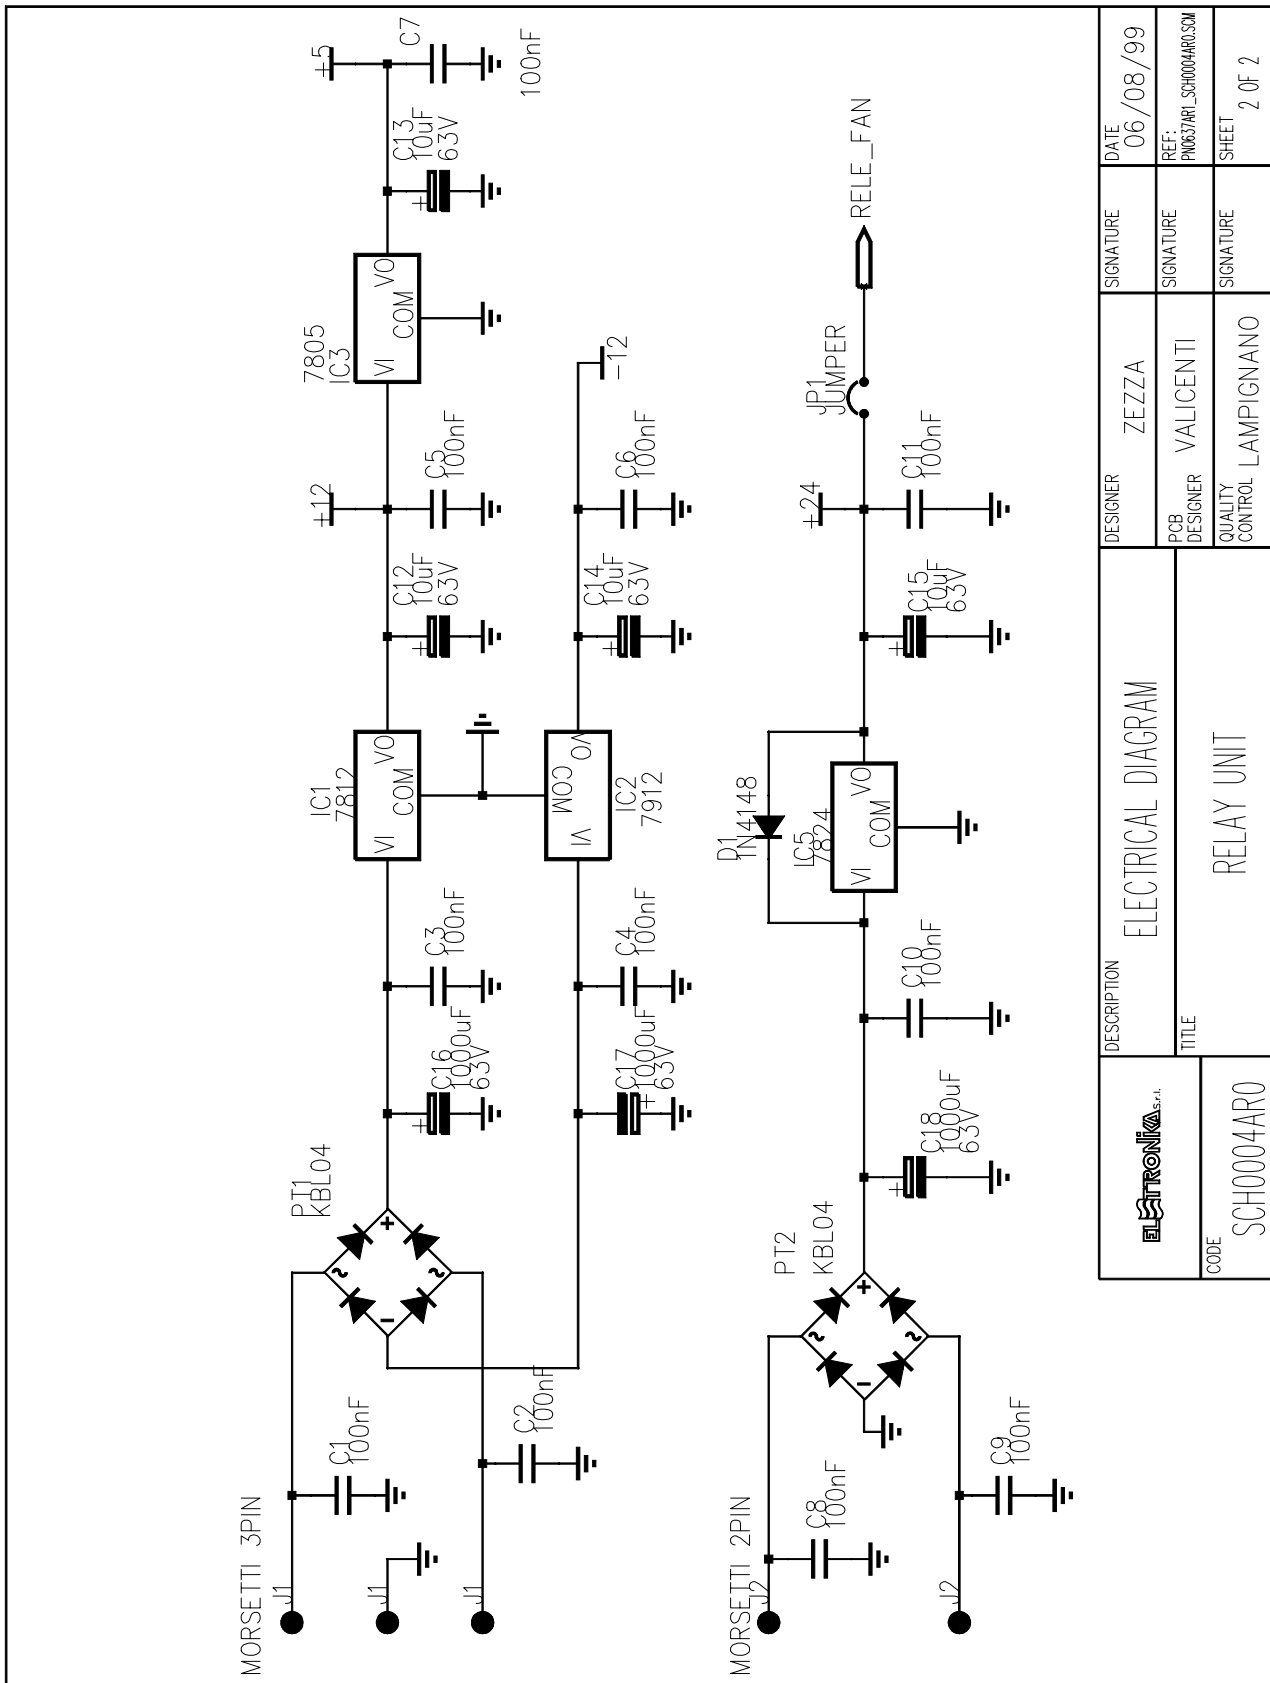 MORSETTI 3PIN
J1
J1
J1
C1
100nF
C2
100nF
PT1
KBL04
C16
1000uF
63V
C3
100nF
C17
+
1000uF
63V
C4
100nF
IC1
7812
VI
VO
COM
IC2
7912
VI
VO
COM
C12
10uF
63V
+12
C5
100nF
C14
10uF
63V
C6
100nF
-12
7805
IC3
VI
VO
COM
C13
10uF
63V
+5
C7
100nF
MORSETTI 2PIN
J2
J2
C8
100nF
C9
100nF
PT2
KBL04
C18
1000uF
63V
C10
100nF
D1
1N4148
IC5
7824
VI
VO
COM
C15
10uF
63V
+24
C11
100nF
JP1
JUMPER
RELE_FAN
ELETTRONIKA s.r.l.
CODE
SCH0004AR0
DESCRIPTION
ELECTRICAL DIAGRAM
TITLE
RELAY UNIT
DESIGNER
ZEZZA
SIGNATURE
DATE
06/08/99
PCB
DESIGNER
VALICENTI
SIGNATURE
REF:
PN0637AR1_SCH0004AR0.SCM
QUALITY
CONTROL
LAMPIGNANO
SIGNATURE
SHEET
2 OF 2